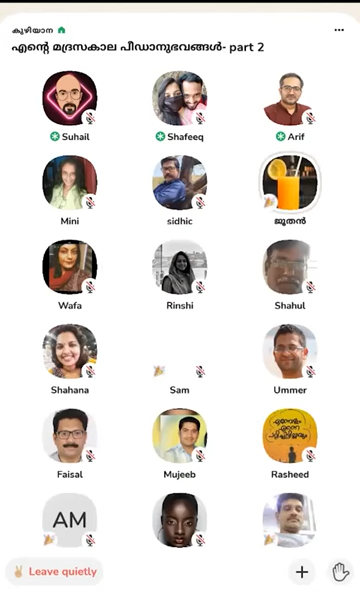 കുഴിയാന
എന്റെ മദ്രസകാല പീഡാനുഭവങ്ങൾ- part 2
Suhail Shafeeq Arif
Mini sidhic ജൂതൻ
Wafa Rinshi Shahul
Shahana Sam Ummer
Faisal Mujeeb Rasheed
AM
Leave quietly